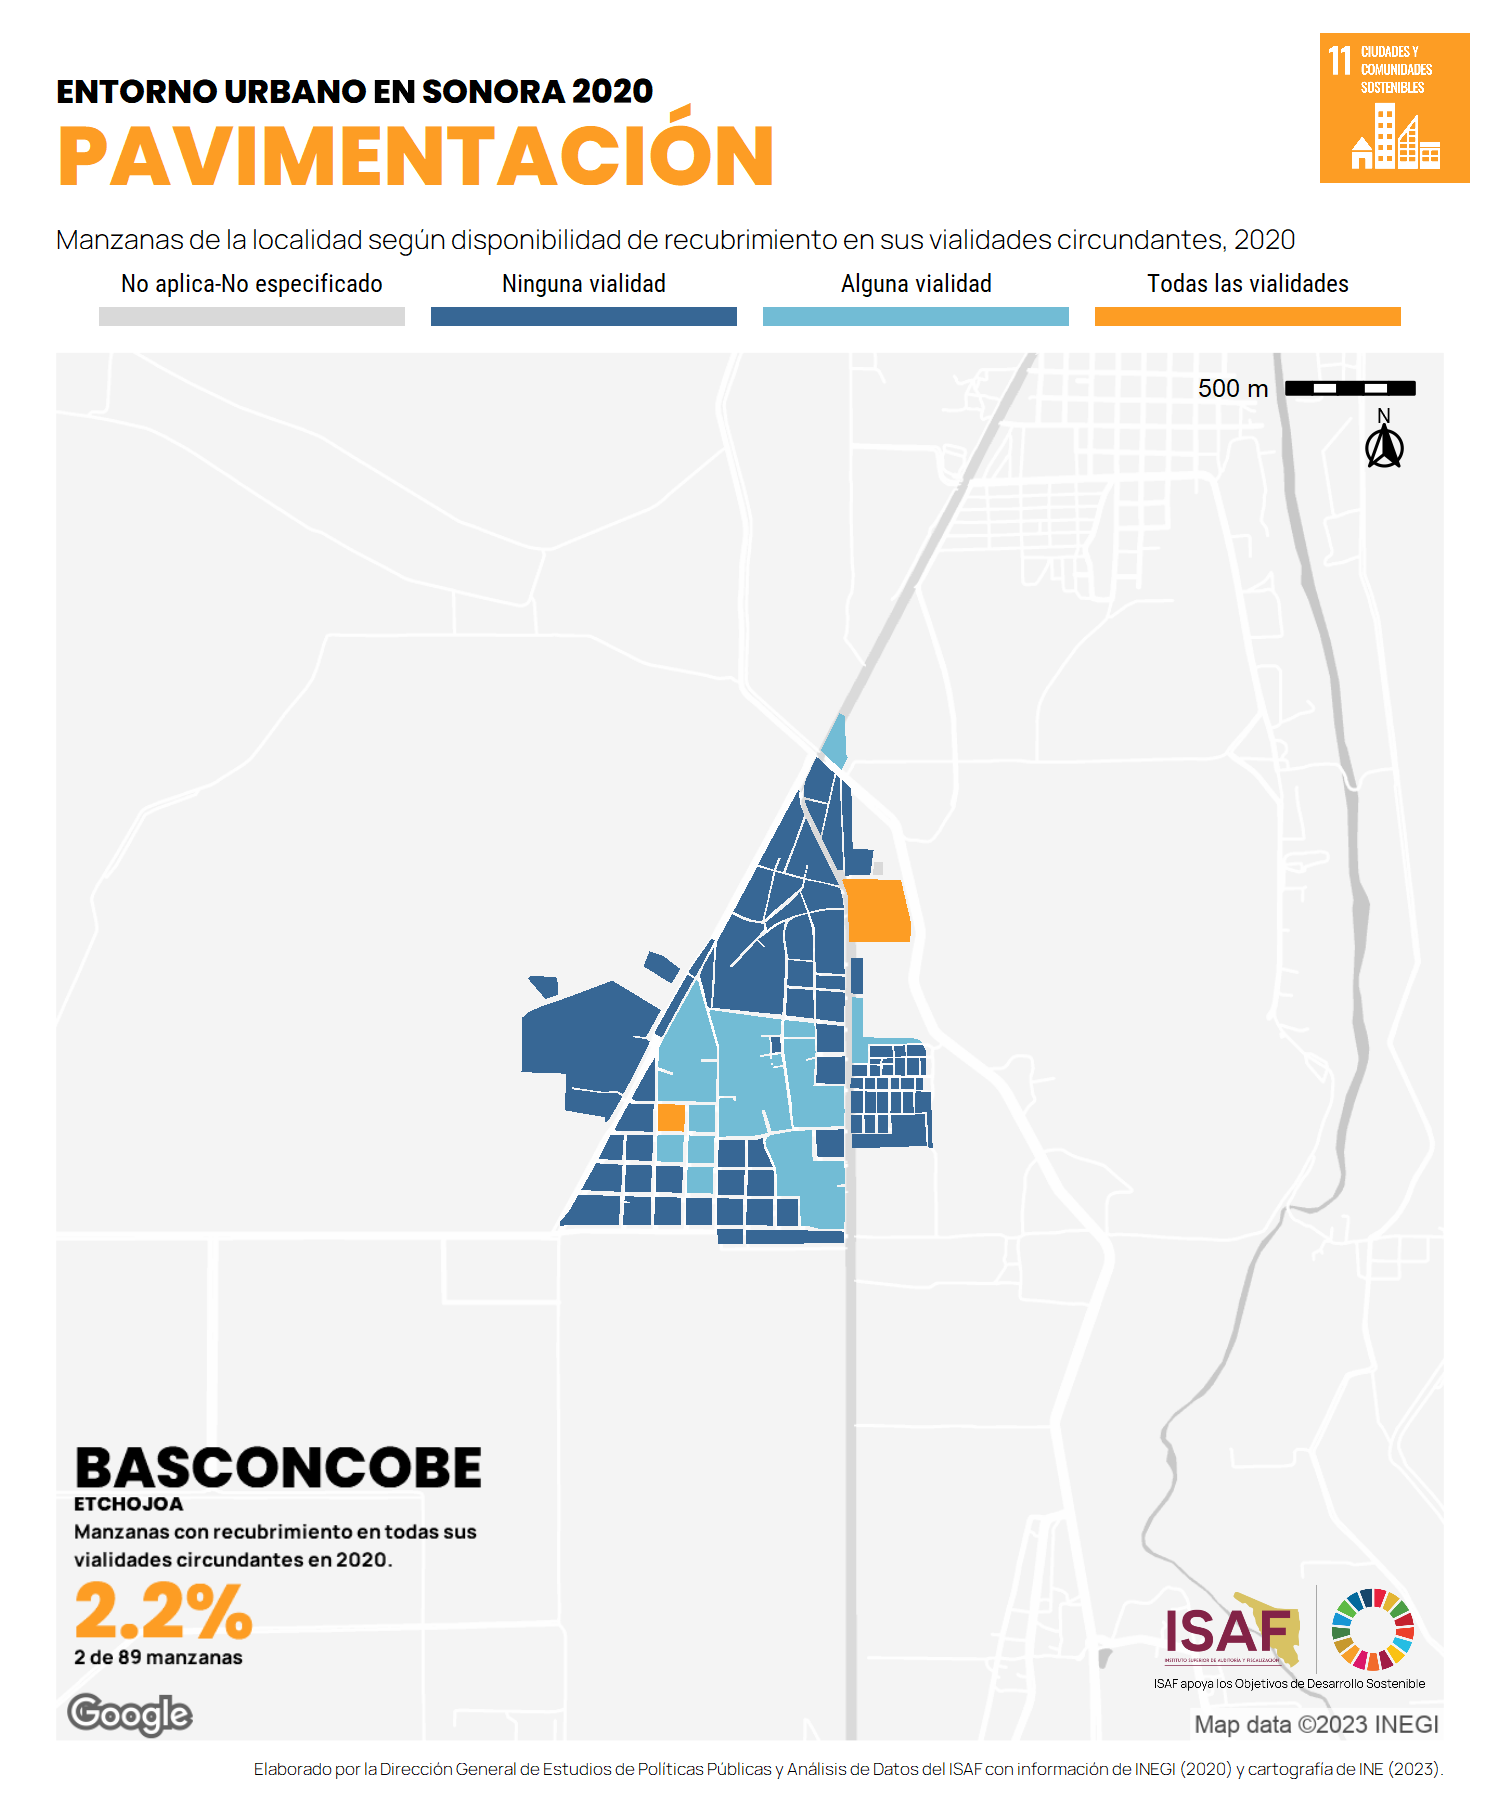 11 CIUDADES Y
COMUNIDADES
SOSTENIBLES
ENTORNO URBANO EN SONORA 2020
PAVIMENTACIÓN
Manzanas de la localidad según disponibilidad de recubrimiento en sus vialidades circundantes, 2020
No aplica-No especificado
Ninguna vialidad
Alguna vialidad
Todas las vialidades
500 m
N
BASCONCOBE
ETCHOJOA
Manzanas con recubrimiento en todas sus
vialidades circundantes en 2020.
2.2%
2 de 89 manzanas
Google
ISAF
INSTITUTO SUPERIOR DE AUDITORÍA Y FISCALIZACIÓN
ISAF apoya los Objetivos de Desarrollo Sostenible
Map data ©2023 INEGI
Elaborado por la Dirección General de Estudios de Políticas Públicas y Análisis de Datos del ISAF con información de INEGI (2020) y cartografía de INE (2023).